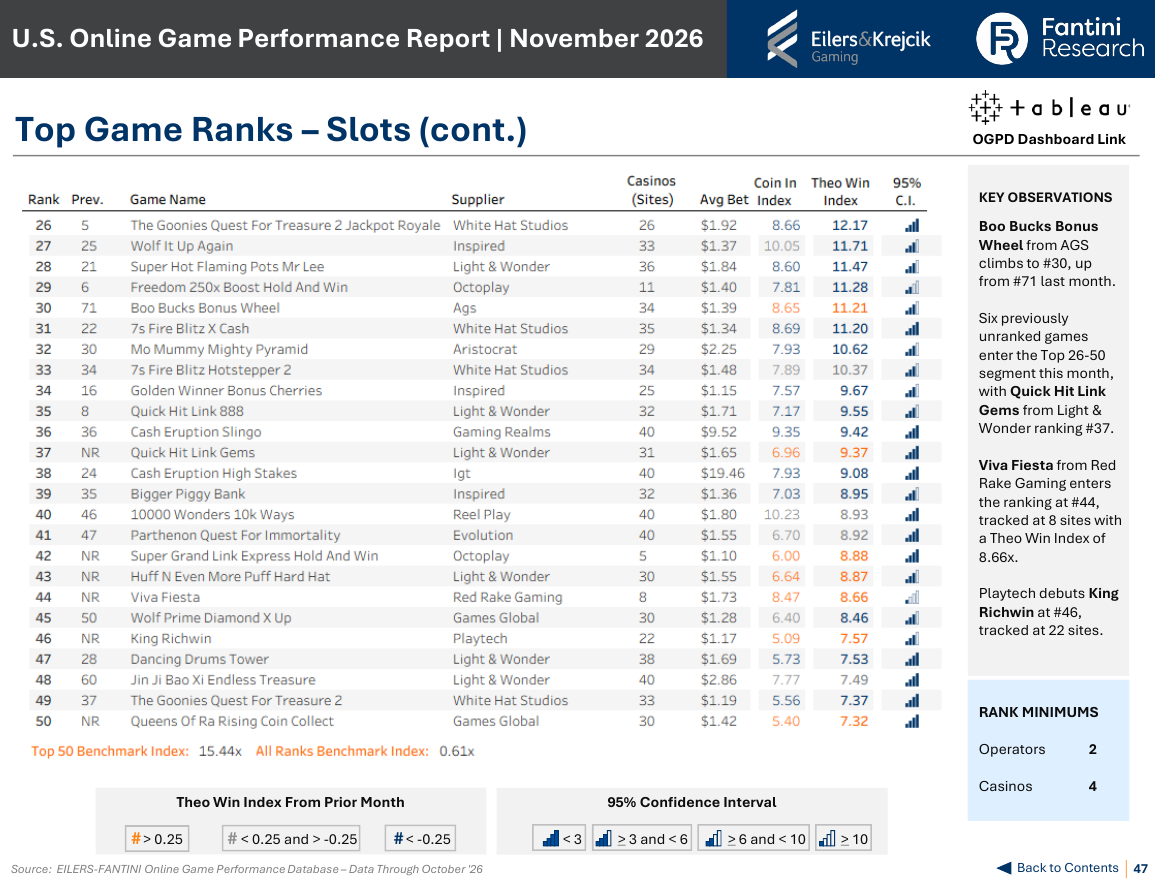 U.S. Online Game Performance Report | November 2026
Eilers&Krejcik
Gaming
Fantini
Research
Top Game Ranks – Slots (cont.)
+ a b l e a u
OGPD Dashboard Link
Rank Prev. Game Name Supplier Casinos (Sites) Avg Bet Coin In Index Theo Win Index 95% C.I.
26 5 The Goonies Quest For Treasure 2 Jackpot Royale White Hat Studios 26 $1.92 8.66 12.17
27 25 Wolf It Up Again Inspired 33 $1.37 10.05 11.71
28 21 Super Hot Flaming Pots Mr Lee Light & Wonder 36 $1.84 8.60 11.47
29 6 Freedom 250x Boost Hold And Win Octoplay 11 $1.40 7.81 11.28
30 71 Boo Bucks Bonus Wheel Ags 34 $1.39 8.65 11.21
31 22 7s Fire Blitz X Cash White Hat Studios 35 $1.34 8.69 11.20
32 30 Mo Mummy Mighty Pyramid Aristocrat 29 $2.25 7.93 10.62
33 34 7s Fire Blitz Hotstepper 2 White Hat Studios 34 $1.48 7.89 10.37
34 16 Golden Winner Bonus Cherries Inspired 25 $1.15 7.57 9.67
35 8 Quick Hit Link 888 Light & Wonder 32 $1.71 7.17 9.55
36 36 Cash Eruption Slingo Gaming Realms 40 $9.52 9.35 9.42
37 NR Quick Hit Link Gems Light & Wonder 31 $1.65 6.96 9.37
38 24 Cash Eruption High Stakes Igt 40 $19.46 7.93 9.08
39 35 Bigger Piggy Bank Inspired 32 $1.36 7.03 8.95
40 46 10000 Wonders 10k Ways Reel Play 40 $1.80 10.23 8.93
41 47 Parthenon Quest For Immortality Evolution 40 $1.55 6.70 8.92
42 NR Super Grand Link Express Hold And Win Octoplay 5 $1.10 6.00 8.88
43 NR Huff N Even More Puff Hard Hat Light & Wonder 30 $1.55 6.64 8.87
44 NR Viva Fiesta Red Rake Gaming 8 $1.73 8.47 8.66
45 50 Wolf Prime Diamond X Up Games Global 30 $1.28 6.40 8.46
46 NR King Richwin Playtech 22 $1.17 5.09 7.57
47 28 Dancing Drums Tower Light & Wonder 38 $1.69 5.73 7.53
48 60 Jin Ji Bao Xi Endless Treasure Light & Wonder 40 $2.86 7.77 7.49
49 37 The Goonies Quest For Treasure 2 White Hat Studios 33 $1.19 5.56 7.37
50 NR Queens Of Ra Rising Coin Collect Games Global 30 $1.42 5.40 7.32
Top 50 Benchmark Index: 15.44x All Ranks Benchmark Index: 0.61x
KEY OBSERVATIONS
Boo Bucks Bonus
Wheel from AGS
climbs to #30, up
from #71 last month.
Six previously
unranked games
enter the Top 26-50
segment this month,
with Quick Hit Link
Gems from Light &
Wonder ranking #37.
Viva Fiesta from Red
Rake Gaming enters
the ranking at #44,
tracked at 8 sites with
a Theo Win Index of
8.66x.
Playtech debuts King
Richwin at #46,
tracked at 22 sites.
RANK MINIMUMS
Operators 2
Casinos 4
Theo Win Index From Prior Month
# > 0.25 # < 0.25 and > -0.25 # < -0.25
95% Confidence Interval
< 3 ≥ 3 and < 6 ≥ 6 and < 10 ≥ 10
Source: EILERS-FANTINI Online Game Performance Database – Data Through October '26
Back to Contents | 47